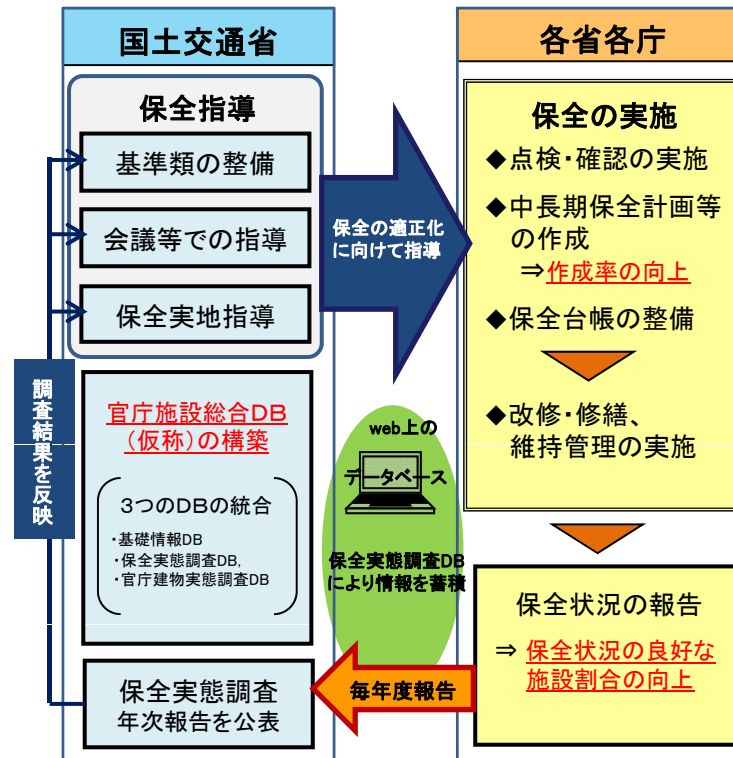 国土交通省
保全指導
基準類の整備
会議等での指導
保全実地指導
調査結果を反映
官庁施設総合DB
(仮称)の構築
3つのDBの統合
・基礎情報DB
・保全実態調査DB,
・官庁建物実態調査DB
保全実態調査
年次報告を公表
保全の適正化
に向けて指導
web上の
データベース
保全実態調査DB
により情報を蓄積
毎年度報告
各省各庁
保全の実施
◆点検・確認の実施
◆中長期保全計画等
の作成
⇒作成率の向上
◆保全台帳の整備
◆改修・修繕、
維持管理の実施
保全状況の報告
⇒ 保全状況の良好な
施設割合の向上